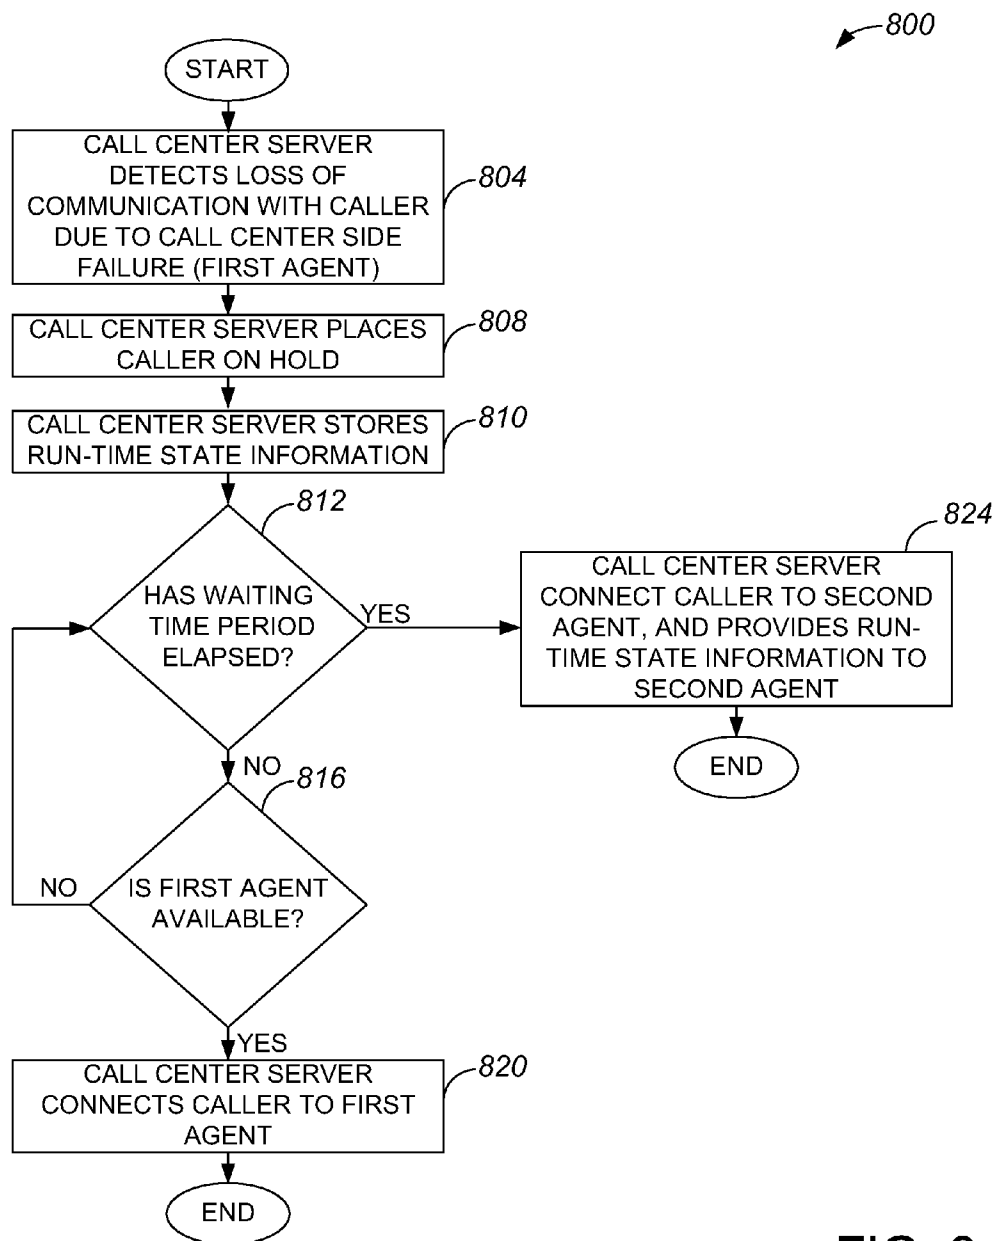 800
START
CALL CENTER SERVER
DETECTS LOSS OF
COMMUNICATION WITH CALLER
DUE TO CALL CENTER SIDE
FAILURE (FIRST AGENT)
804
CALL CENTER SERVER PLACES
CALLER ON HOLD
808
CALL CENTER SERVER STORES
RUN-TIME STATE INFORMATION
810
812
HAS WAITING
TIME PERIOD
ELAPSED?
YES
824
CALL CENTER SERVER
CONNECT CALLER TO SECOND
AGENT, AND PROVIDES RUN-
TIME STATE INFORMATION TO
SECOND AGENT
END
NO
816
IS FIRST AGENT
AVAILABLE?
NO
YES
CALL CENTER SERVER
CONNECTS CALLER TO FIRST
AGENT
820
END
FIG.